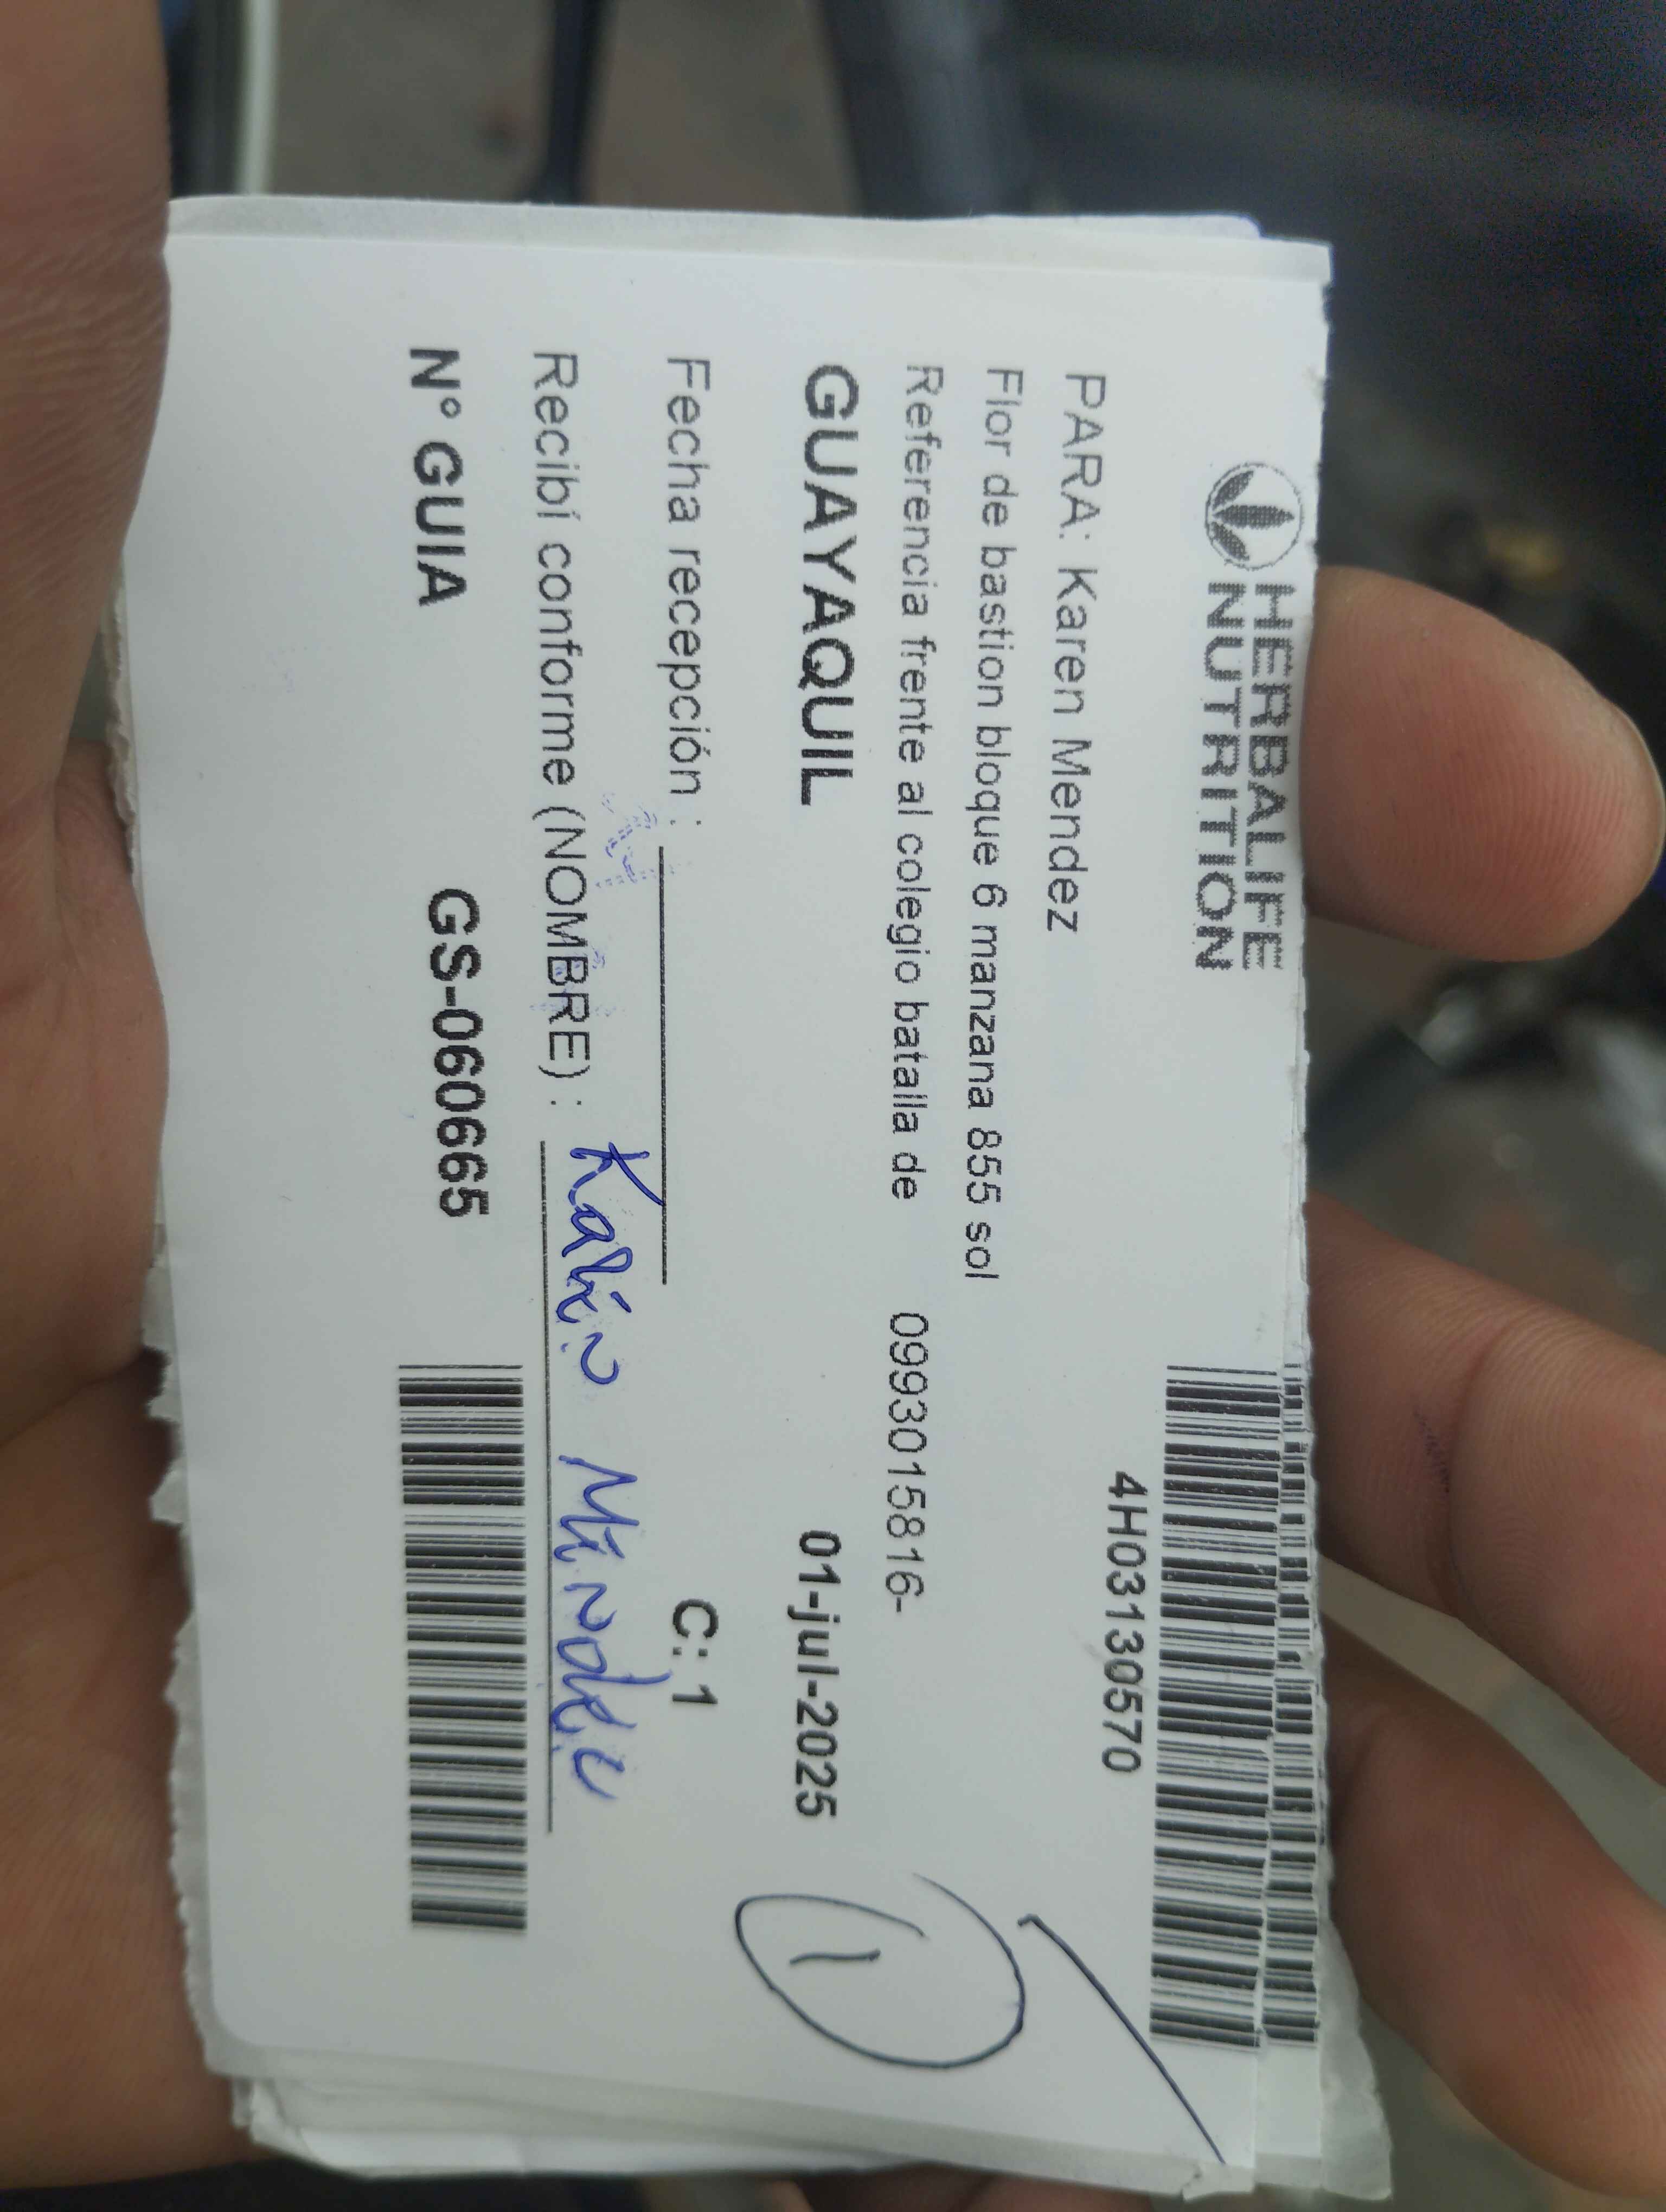 HERBALIFE
NUTRITION
4H03130570
PARA: Karen Mendez
Flor de bastion bloque 6 manzana 855 sol
Referencia frente al colegio batalla de 0993015816-
GUAYAQUIL 01-jul-2025
1
Fecha recepción : C: 1
Recibí conforme (NOMBRE) :
N° GUIA GS-060665